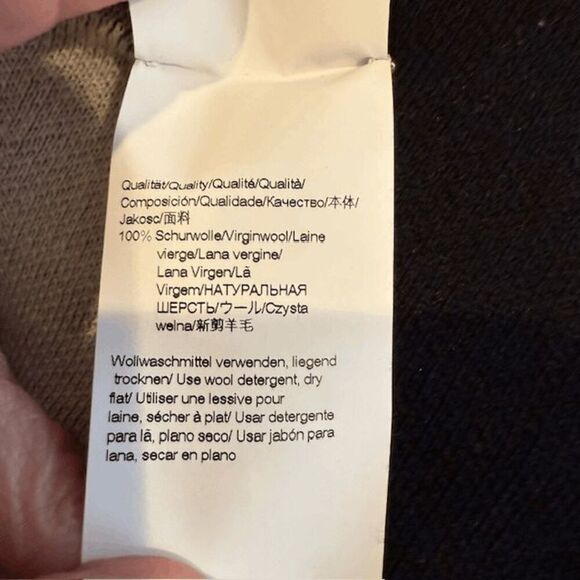 Qualität/Quality/Qualité/Qualità/
Composición/Qualidade/Качество/本体/
Jakosc/面料
100% Schurwolle/Virginwool/Laine
vierge/Lana vergine/
Lana Virgen/Lã
Virgem/НАТУРАЛЬНАЯ
ШЕРСТЬ/ウール/Czysta
welna/新剪羊毛
Wollwaschmittel verwenden, liegend
trocknen/ Use wool detergent, dry
flat/ Utiliser une lessive pour
laine, sécher à plat/ Usar detergente
para lã, plano seco/ Usar jabón para
lana, secar en plano